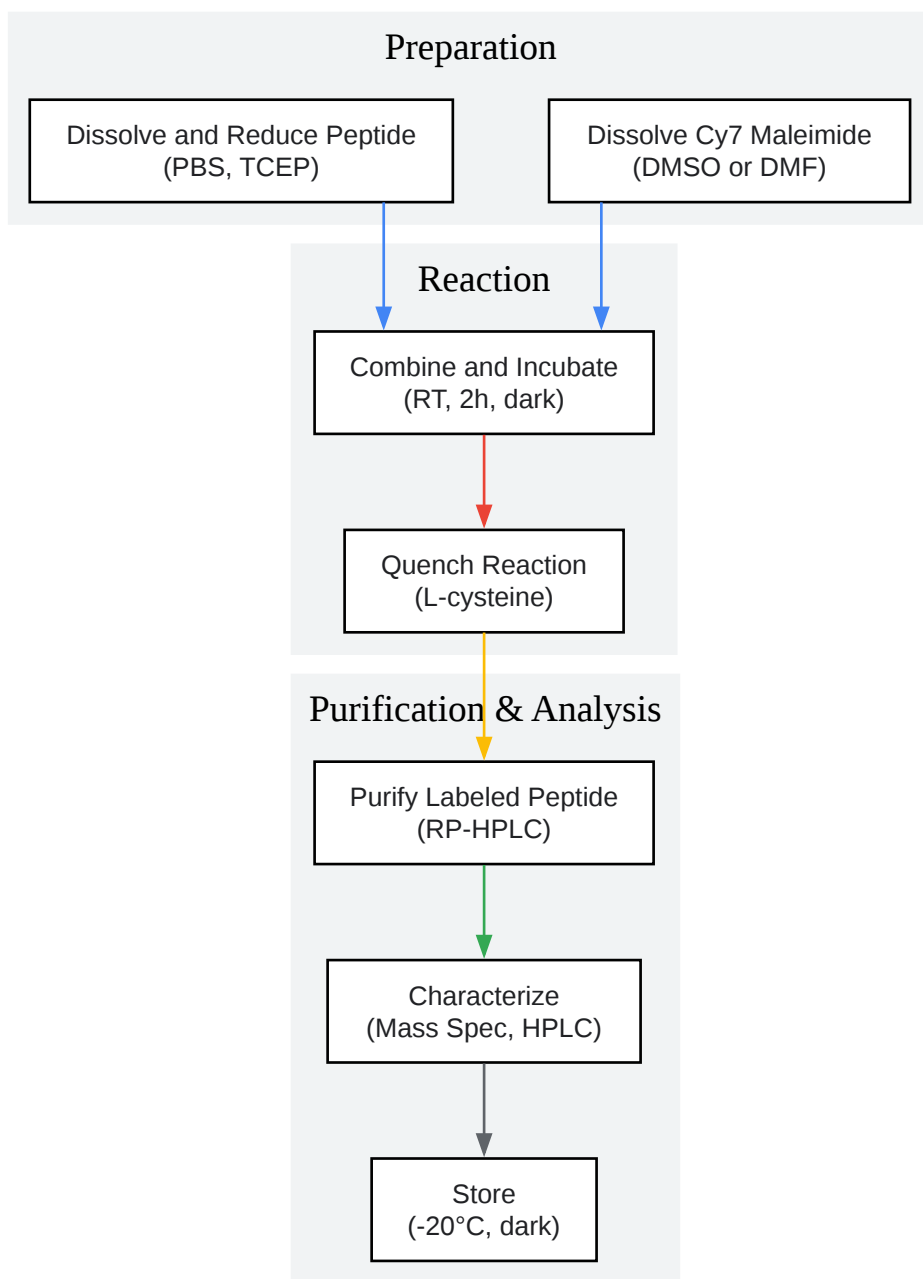 Preparation
Dissolve and Reduce Peptide
(PBS, TCEP)
Dissolve Cy7 Maleimide
(DMSO or DMF)
Reaction
Combine and Incubate
(RT, 2h, dark)
Quench Reaction
(L-cysteine)
Purification & Analysis
Purify Labeled Peptide
(RP-HPLC)
Characterize
(Mass Spec, HPLC)
Store
(-20°C, dark)